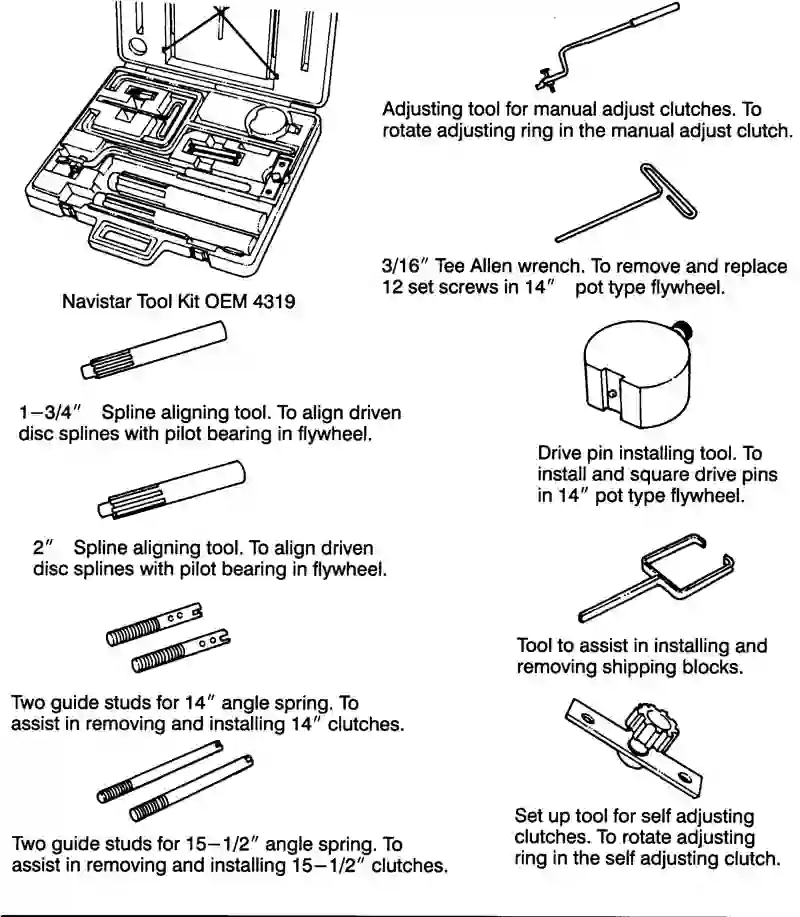 Navistar Tool Kit OEM 4319
1–3/4" Spline aligning tool. To align driven
disc splines with pilot bearing in flywheel.
2" Spline aligning tool. To align driven
disc splines with pilot bearing in flywheel.
Two guide studs for 14" angle spring. To
assist in removing and installing 14" clutches.
Two guide studs for 15–1/2" angle spring. To
assist in removing and installing 15–1/2" clutches.
Adjusting tool for manual adjust clutches. To
rotate adjusting ring in the manual adjust clutch.
3/16" Tee Allen wrench. To remove and replace
12 set screws in 14" pot type flywheel.
Drive pin installing tool. To
install and square drive pins
in 14" pot type flywheel.
Tool to assist in installing and
removing shipping blocks.
Set up tool for self adjusting
clutches. To rotate adjusting
ring in the self adjusting clutch.